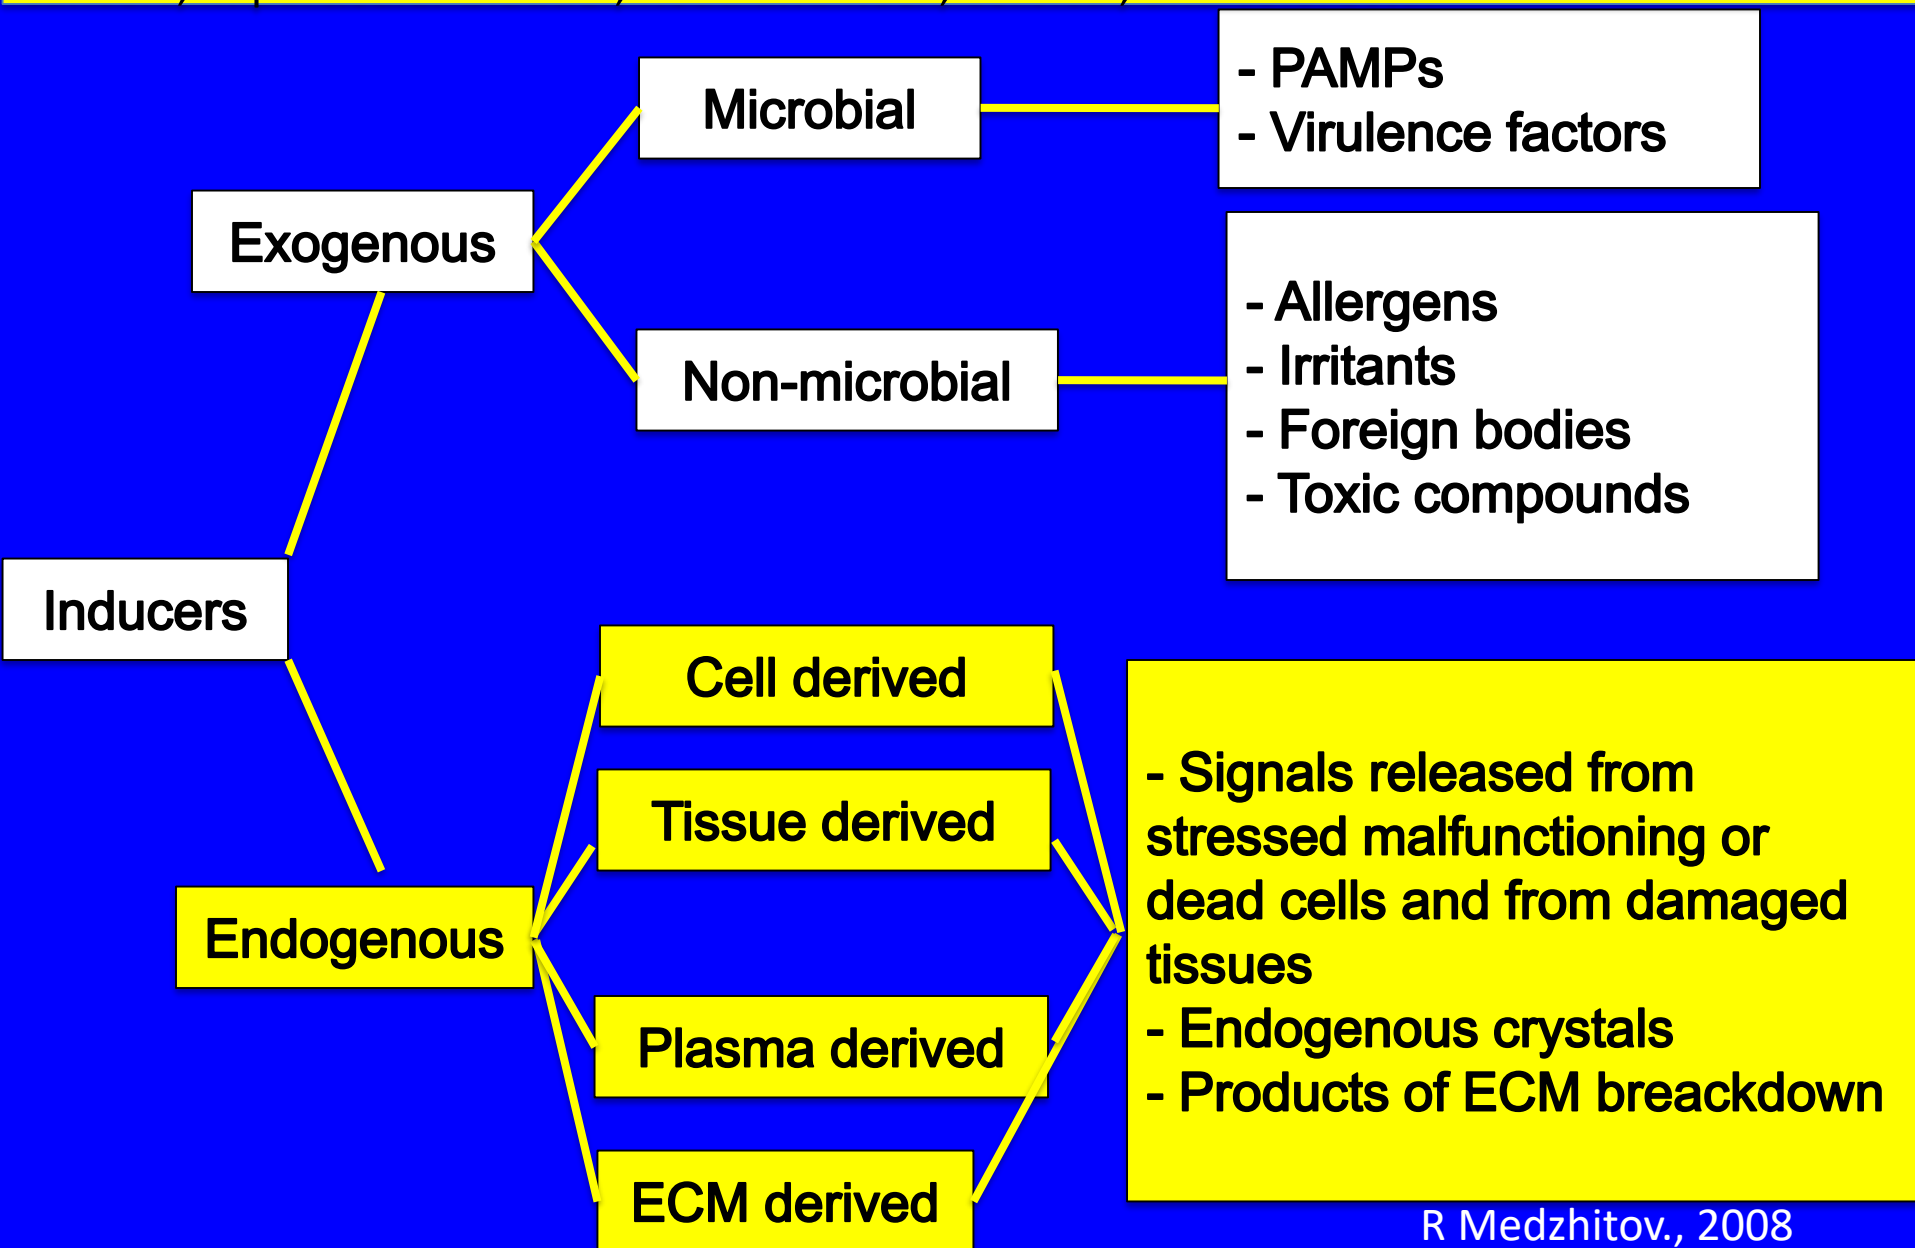 Microbial
- PAMPs
- Virulence factors
Exogenous
Non-microbial
- Allergens
- Irritants
- Foreign bodies
- Toxic compounds
Inducers
Cell derived
Tissue derived
Endogenous
Plasma derived
ECM derived
- Signals released from
stressed malfunctioning or
dead cells and from damaged
tissues
- Endogenous crystals
- Products of ECM breackdown
R Medzhitov., 2008